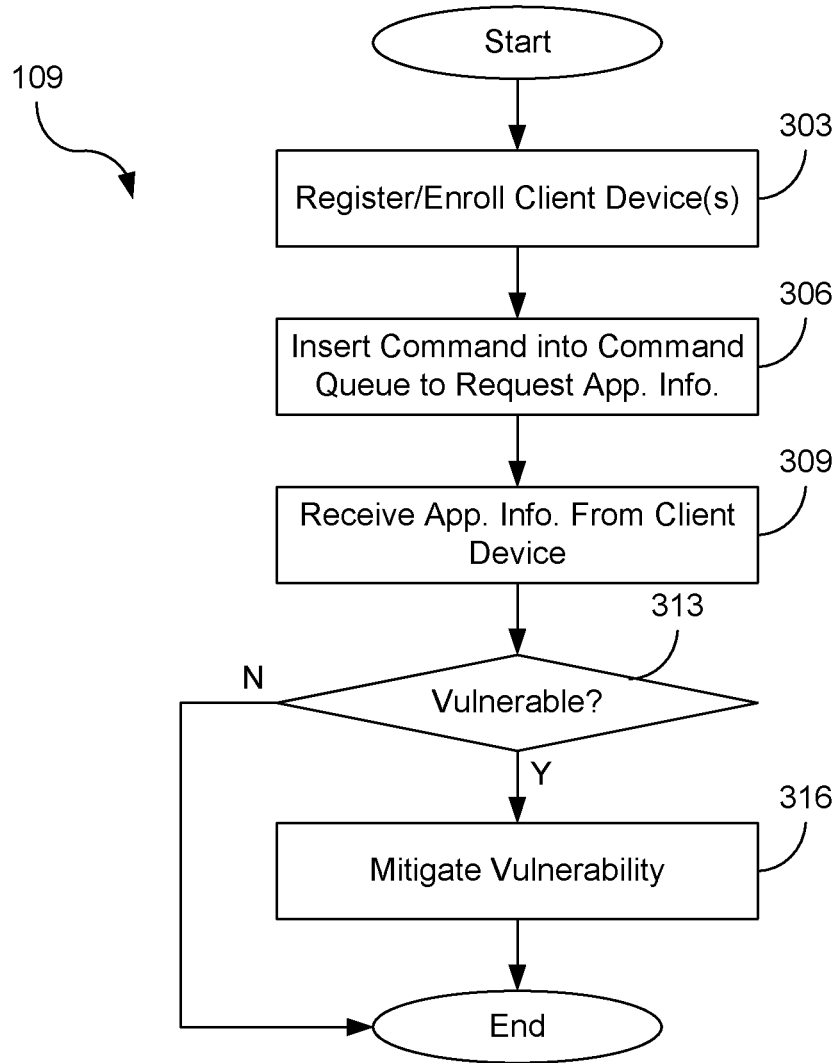 Start
109
303
Register/Enroll Client Device(s)
306
Insert Command into Command
Queue to Request App. Info.
309
Receive App. Info. From Client
Device
313
N
Vulnerable?
Y
316
Mitigate Vulnerability
End